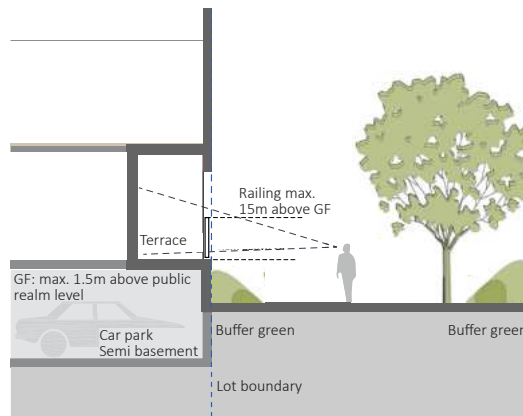 Railing max.
15m above GF
Terrace
GF: max. 1.5m above public
realm level
Car park
Semi basement
Buffer green
Buffer green
Lot boundary